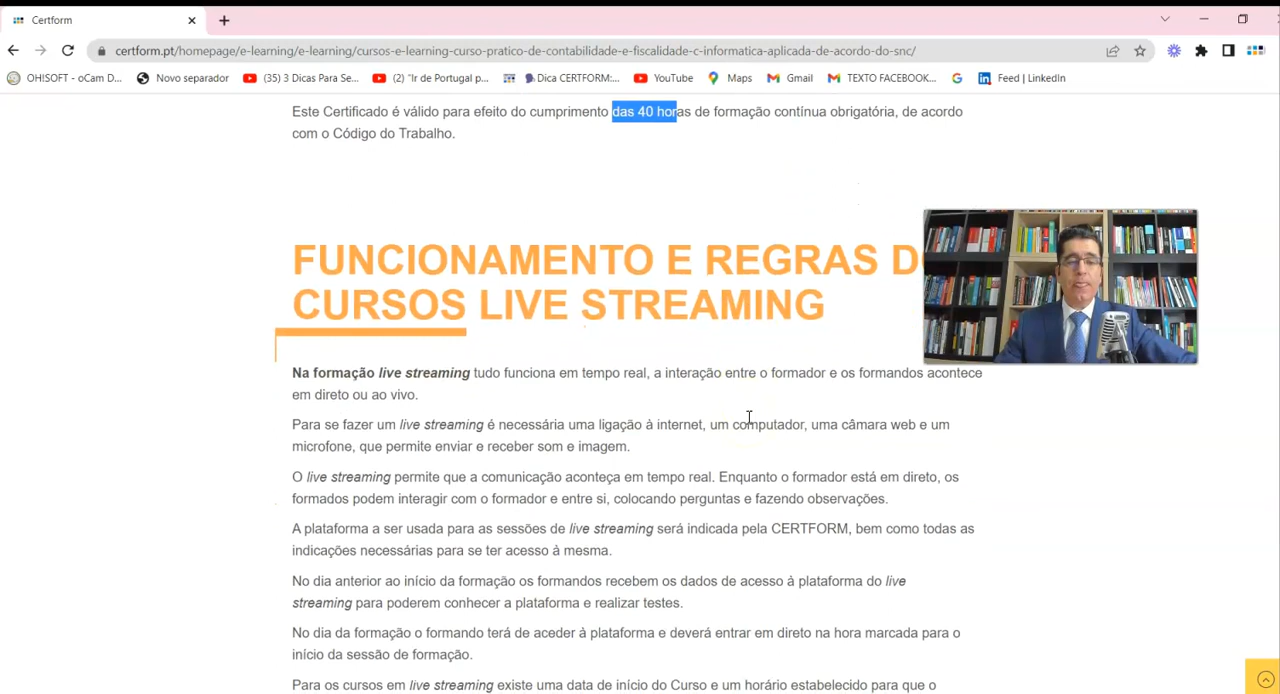 Certform
certform.pt/homepage/e-learning/e-learning/cursos-e-learning-curso-pratico-de-contabilidade-e-fiscalidade-c-informatica-aplicada-de-acordo-do-snc/
OH!SOFT - oCam D... Novo separador (35) 3 Dicas Para Se... (2) "Ir de Portugal p... Dica CERTFORM:... YouTube Maps Gmail TEXTO FACEBOOK... Feed | LinkedIn
Este Certificado é válido para efeito do cumprimento das 40 horas de formação contínua obrigatória, de acordo
com o Código do Trabalho.
FUNCIONAMENTO E REGRAS
CURSOS LIVE STREAMING
Na formação live streaming tudo funciona em tempo real, a interação entre o formador e os formandos acontece
em direto ou ao vivo.
Para se fazer um live streaming é necessária uma ligação à internet, um computador, uma câmara web e um
microfone, que permite enviar e receber som e imagem.
O live streaming permite que a comunicação aconteça em tempo real. Enquanto o formador está em direto, os
formados podem interagir com o formador e entre si, colocando perguntas e fazendo observações.
A plataforma a ser usada para as sessões de live streaming será indicada pela CERTFORM, bem como todas as
indicações necessárias para se ter acesso à mesma.
No dia anterior ao início da formação os formandos recebem os dados de acesso à plataforma do live
streaming para poderem conhecer a plataforma e realizar testes.
No dia da formação o formando terá de aceder à plataforma e deverá entrar em direto na hora marcada para o
início da sessão de formação.
Para os cursos em live streaming existe uma data de início do Curso e um horário estabelecido para que o